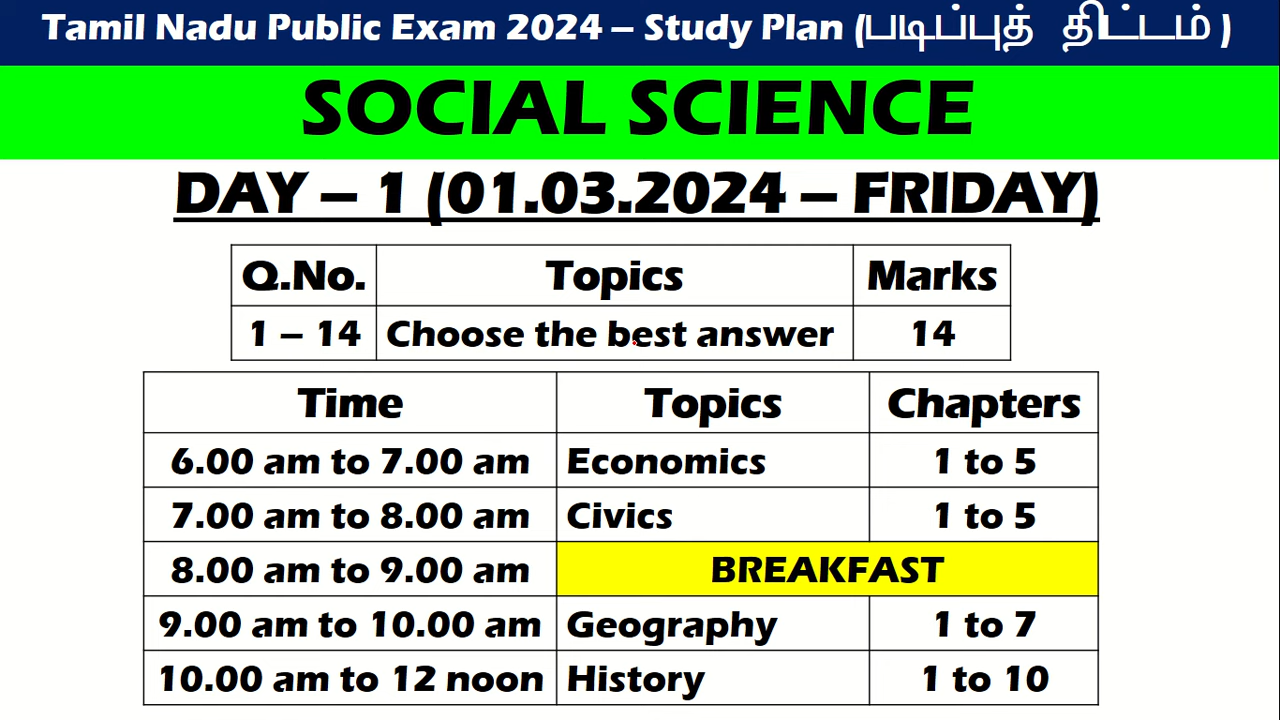 Tamil Nadu Public Exam 2024 – Study Plan (படிப்புத் திட்டம் )
SOCIAL SCIENCE
DAY – 1 (01.03.2024 – FRIDAY)
Q.No. Topics Marks
1 – 14 Choose the best answer 14
Time Topics Chapters
6.00 am to 7.00 am Economics 1 to 5
7.00 am to 8.00 am Civics 1 to 5
8.00 am to 9.00 am BREAKFAST
9.00 am to 10.00 am Geography 1 to 7
10.00 am to 12 noon History 1 to 10